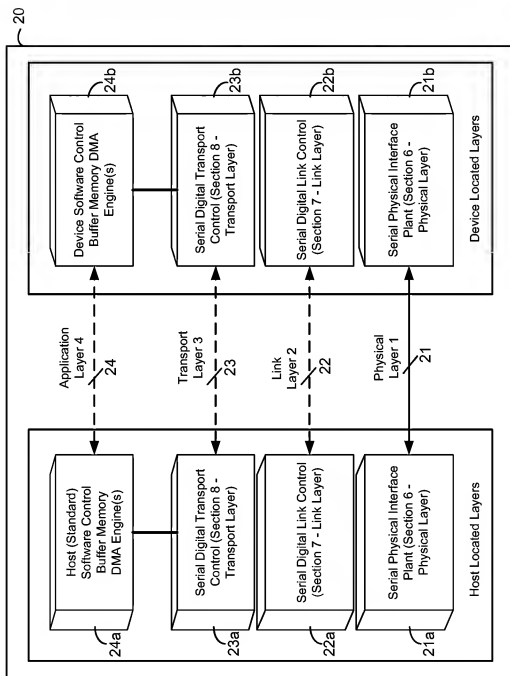 20
24a
Host (Standard)
Software Control
Buffer Memory
DMA Engine(s)
Application
Layer 4
24
Device Software Control
Buffer Memory DMA
Engine(s)
24b
23a
Serial Digital Transport
Control (Section 8 -
Transport Layer)
Transport
Layer 3
23
Serial Digital Transport
Control (Section 8 -
Transport Layer)
23b
22a
Serial Digital Link Control
(Section 7 - Link Layer)
Link
Layer 2
22
Serial Digital Link Control
(Section 7 - Link Layer)
22b
21a
Serial Physical Interface
Plant (Section 6 -
Physical Layer)
Physical
Layer 1
21
Serial Physical Interface
Plant (Section 6 -
Physical Layer)
21b
Host Located Layers
Device Located Layers